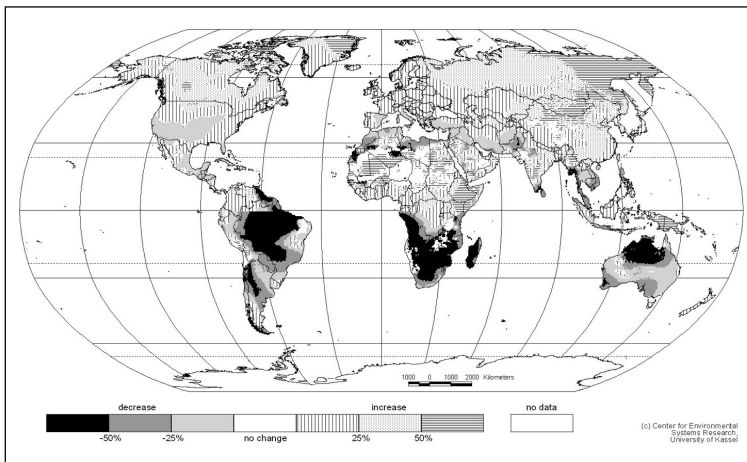 1000 0 1000 2000 Kilometers
decrease increase no data
-50% -25% no change 25% 50%
(c) Center for Environmental
Systems Research,
University of Kassel